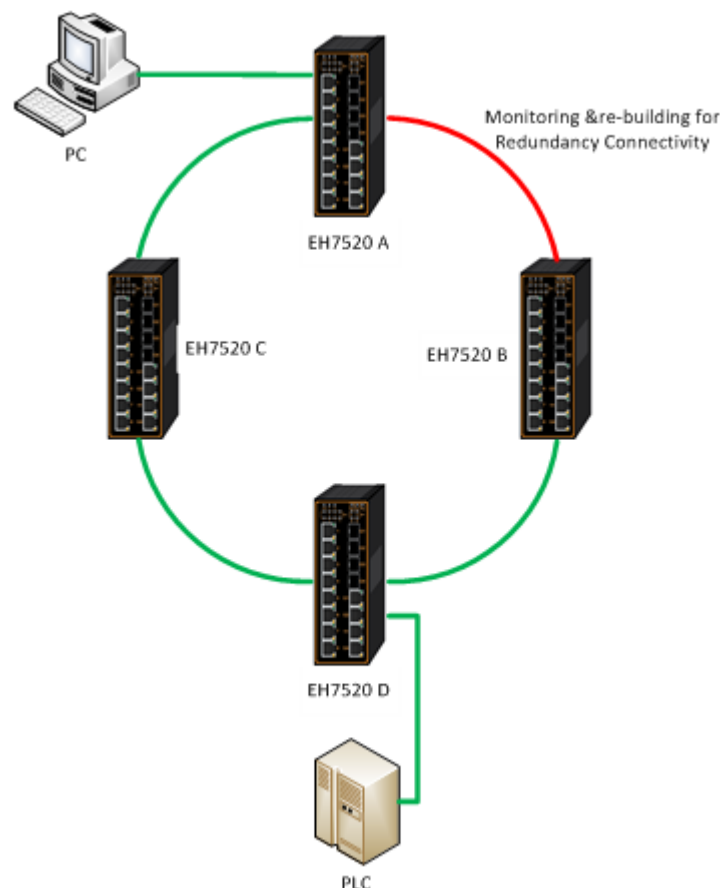 PC
EH7520 A
Monitoring &re-building for
Redundancy Connectivity
EH7520 C
EH7520 B
EH7520 D
PLC